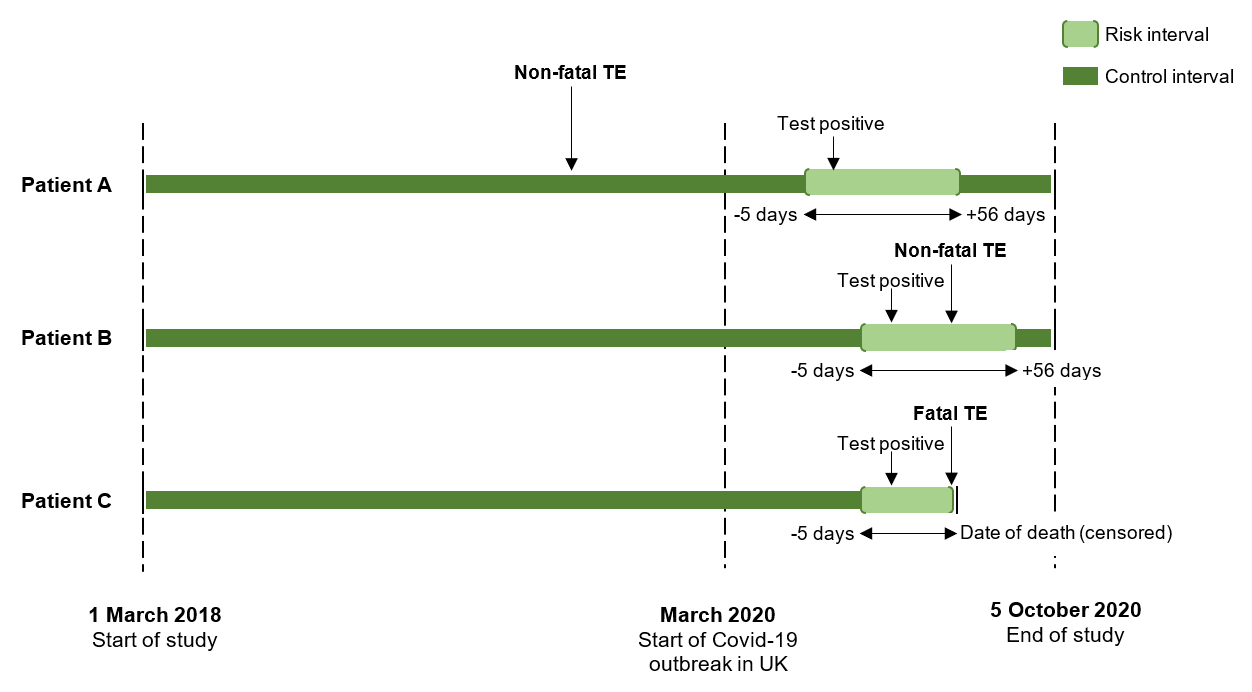 Risk interval
Control interval
Non-fatal TE
Test positive
Patient A
-5 days
+56 days
Non-fatal TE
Test positive
Patient B
-5 days
+56 days
Fatal TE
Test positive
Patient C
-5 days
Date of death (censored)
1 March 2018
Start of study
March 2020
Start of Covid-19
outbreak in UK
5 October 2020
End of study